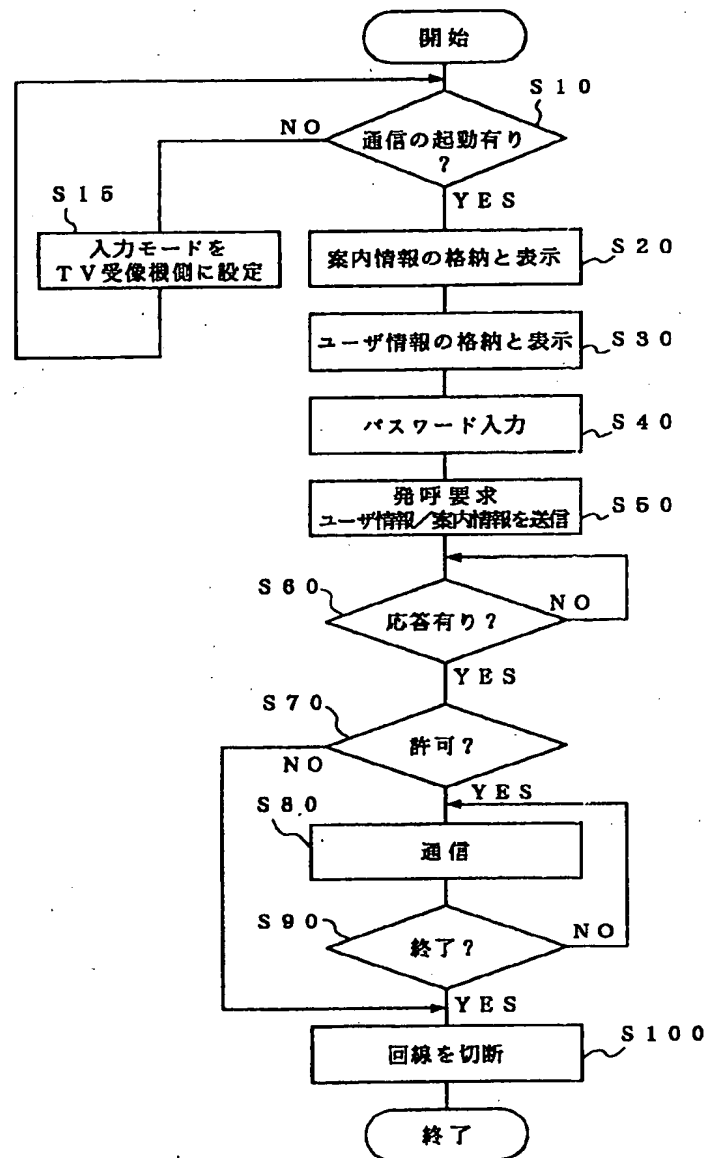 開始
S10
通信の起動有り
?
NO
YES
S15
入力モードを
TV受像機側に設定
案内情報の格納と表示
S20
ユーザ情報の格納と表示
S30
パスワード入力
S40
発呼要求
ユーザ情報/案内情報を送信
S50
S60
応答有り?
NO
YES
S70
許可?
NO
YES
S80
通信
S90
終了?
NO
YES
回線を切断
S100
終了